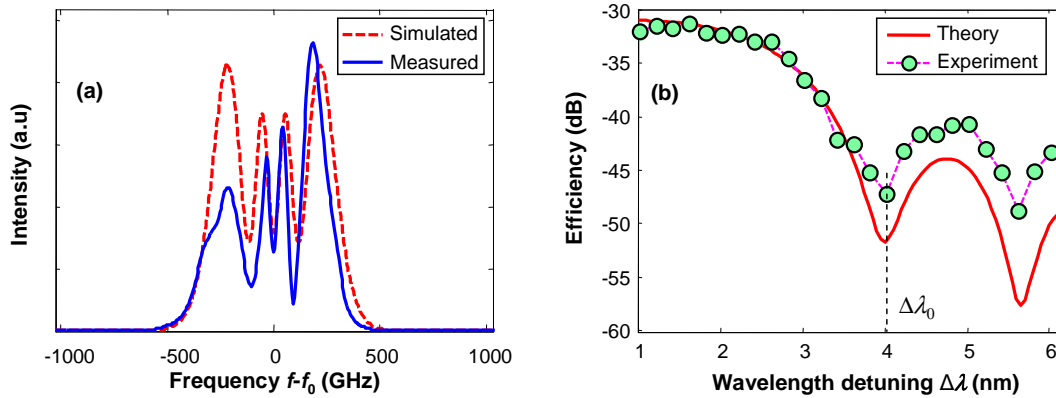 Simulated
Measured
(a)
Intensity (a.u)
-1000
-500
0
500
1000
Frequency f-f0 (GHz)
-30
-35
-40
-45
-50
-55
-60
Theory
Experiment
(b)
Efficiency (dB)
Δλ0
1
2
3
4
5
6
Wavelength detuning Δλ (nm)